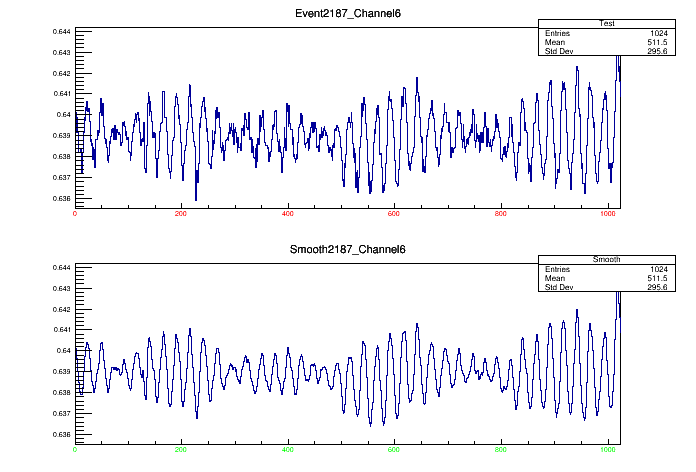 Event2187_Channel6
Test
Entries 1024
Mean 511.5
Std Dev 295.6
0.644
0.643
0.642
0.641
0.64
0.639
0.638
0.637
0.636
0 200 400 600 800 1000
Smooth2187_Channel6
Smooth
Entries 1024
Mean 511.5
Std Dev 295.6
0.644
0.643
0.642
0.641
0.64
0.639
0.638
0.637
0.636
0 200 400 600 800 1000